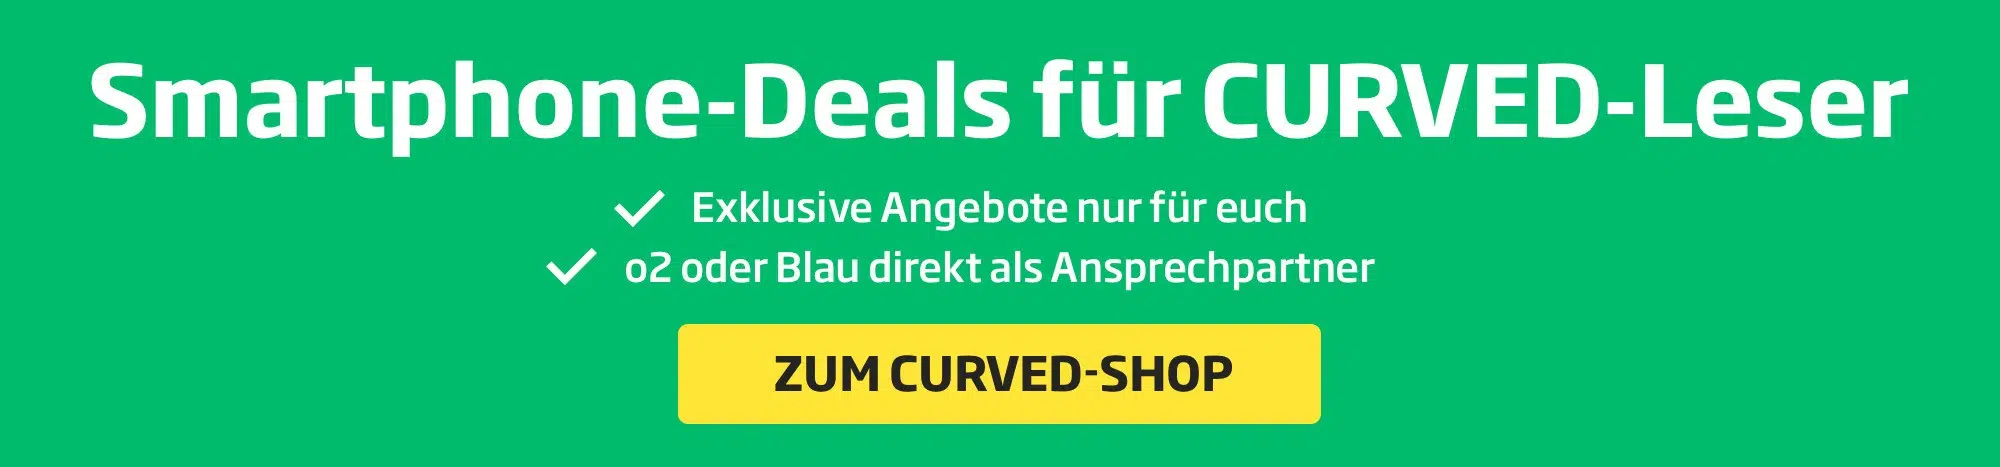 Smartphone-Deals für CURVED-Leser
Exklusive Angebote nur für euch
o2 oder Blau direkt als Ansprechpartner
ZUM CURVED-SHOP